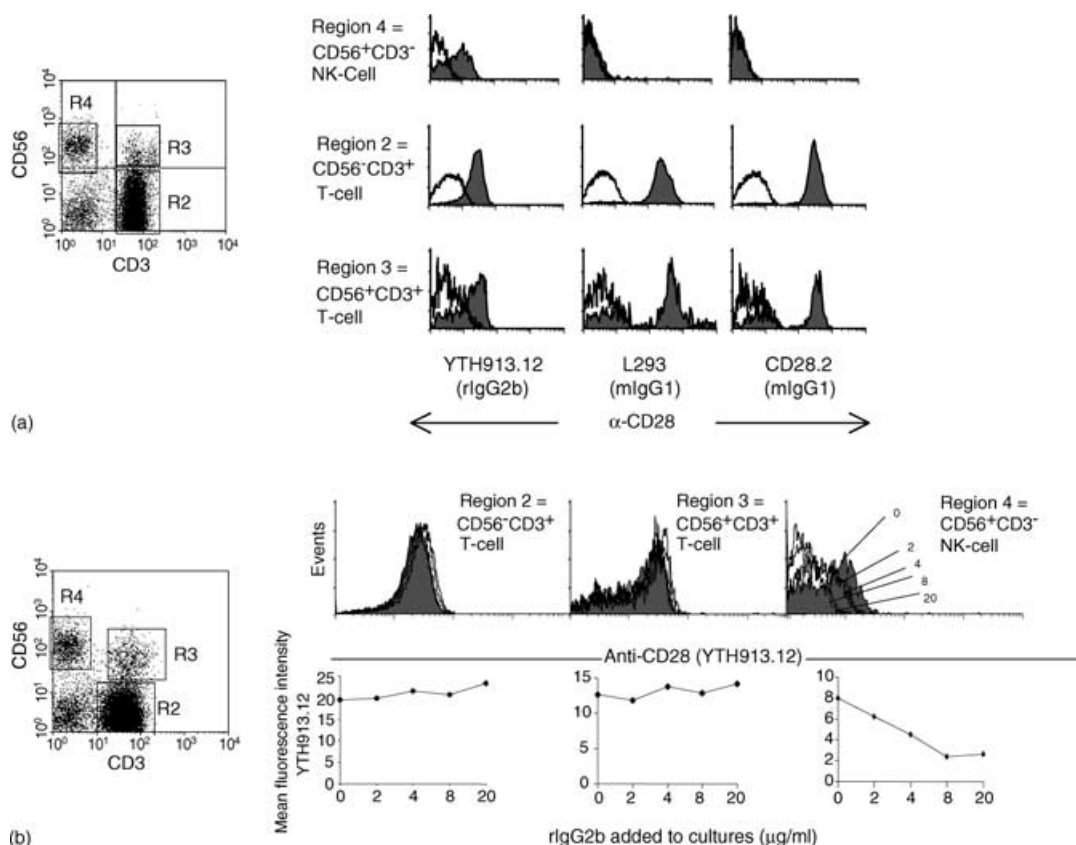 Region 4 =
CD56⁺CD3⁻
NK-Cell
10⁴
10³
10²
10¹
10⁰
CD56
R4
R3
R2
10⁰ 10¹ 10² 10³ 10⁴
CD3
Region 2 =
CD56⁻CD3⁺
T-cell
Region 3 =
CD56⁺CD3⁺
T-cell
YTH913.12
(rIgG2b)
L293
(mIgG1)
CD28.2
(mIgG1)
α-CD28
(a)
10⁴
10³
10²
10¹
10⁰
CD56
R4
R3
R2
10⁰ 10¹ 10² 10³ 10⁴
CD3
Events
Region 2 =
CD56⁻CD3⁺
T-cell
Region 3 =
CD56⁺CD3⁺
T-cell
Region 4 =
CD56⁺CD3⁻
NK-cell
0
2
4
8
20
Anti-CD28 (YTH913.12)
Mean fluorescence intensity
YTH913.12
25
20
15
10
5
0
0 2 4 8 20
15
10
5
0
0 2 4 8 20
10
8
6
4
2
0
0 2 4 8 20
rIgG2b added to cultures (μg/ml)
(b)